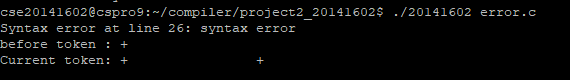 cse20141602@cspro9:~/compiler/project2_20141602$ ./20141602 error.c
Syntax error at line 26: syntax error
before token : +
Current token: +                +